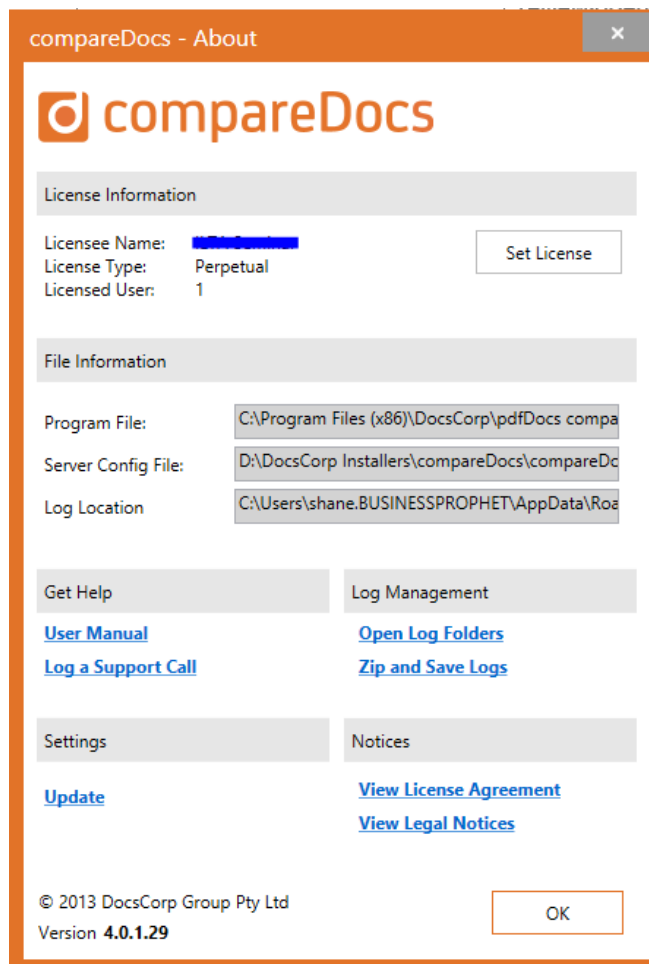 compareDocs - About
compareDocs
License Information
Licensee Name:
License Type: Perpetual
Licensed User: 1
Set License
File Information
Program File: C:\Program Files (x86)\DocsCorp\pdfDocs compa
Server Config File: D:\DocsCorp Installers\compareDocs\compareDc
Log Location C:\Users\shane.BUSINESSPROPHET\AppData\Roa
Get Help
User Manual
Log a Support Call
Log Management
Open Log Folders
Zip and Save Logs
Settings
Update
Notices
View License Agreement
View Legal Notices
© 2013 DocsCorp Group Pty Ltd
Version 4.0.1.29
OK